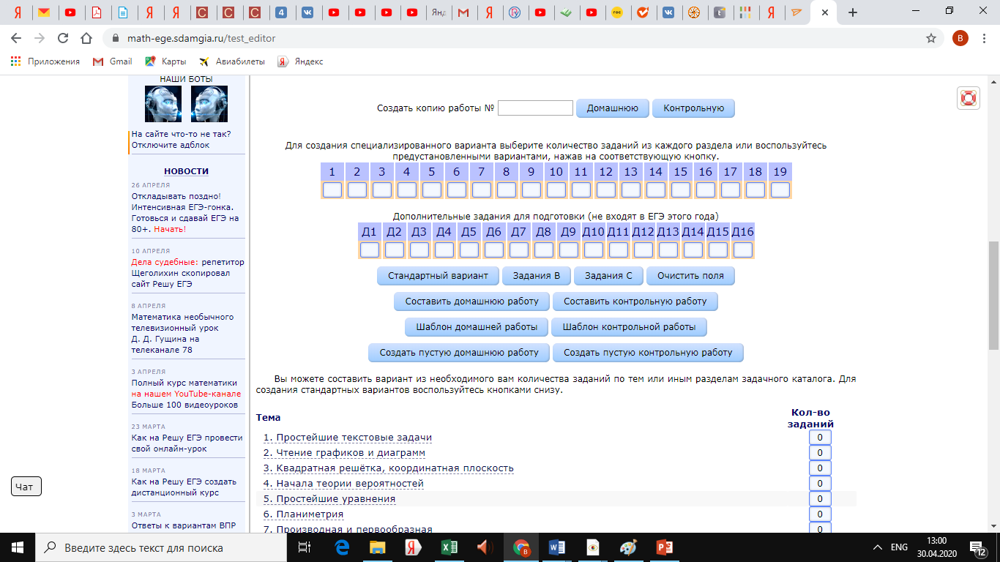 Янд
math-ege.sdamgia.ru/test_editor
Приложения Gmail Карты Авиабилеты Яндекс
НАШИ БОТЫ
На сайте что-то не так?
Отключите адблок
НОВОСТИ
26 АПРЕЛЯ
Откладывать поздно!
Интенсивная ЕГЭ-гонка.
Готовься и сдавай ЕГЭ на
80+. Начать!
10 АПРЕЛЯ
Дела судебные: репетитор
Щеголихин скопировал
сайт Решу ЕГЭ
8 АПРЕЛЯ
Математика необычного
телевизионный урок
Д. Д. Гущина на
телеканале 78
3 АПРЕЛЯ
Полный курс математики
на нашем YouTube-канале
Больше 100 видеоуроков
23 МАРТА
Как на Решу ЕГЭ провести
свой онлайн-урок
18 МАРТА
Как на Решу ЕГЭ создать
дистанционный курс
3 МАРТА
Ответы к вариантам ВПР
Чат
Создать копию работы № Домашнюю Контрольную
Для создания специализированного варианта выберите количество заданий из каждого раздела или воспользуйтесь
предустановленными вариантами, нажав на соответствующую кнопку.
1 2 3 4 5 6 7 8 9 10 11 12 13 14 15 16 17 18 19
Дополнительные задания для подготовки (не входят в ЕГЭ этого года)
Д1 Д2 Д3 Д4 Д5 Д6 Д7 Д8 Д9 Д10 Д11 Д12 Д13 Д14 Д15 Д16
Стандартный вариант Задания B Задания C Очистить поля
Составить домашнюю работу Составить контрольную работу
Шаблон домашней работы Шаблон контрольной работы
Создать пустую домашнюю работу Создать пустую контрольную работу
Вы можете составить вариант из необходимого вам количества заданий по тем или иным разделам задачного каталога. Для
создания стандартных вариантов воспользуйтесь кнопками снизу.
Тема Кол-во
заданий
1. Простейшие текстовые задачи 0
2. Чтение графиков и диаграмм 0
3. Квадратная решётка, координатная плоскость 0
4. Начала теории вероятностей 0
5. Простейшие уравнения 0
6. Планиметрия 0
7. Производная и первообразная 0
Введите здесь текст для поиска
ENG
13:00
30.04.2020
12